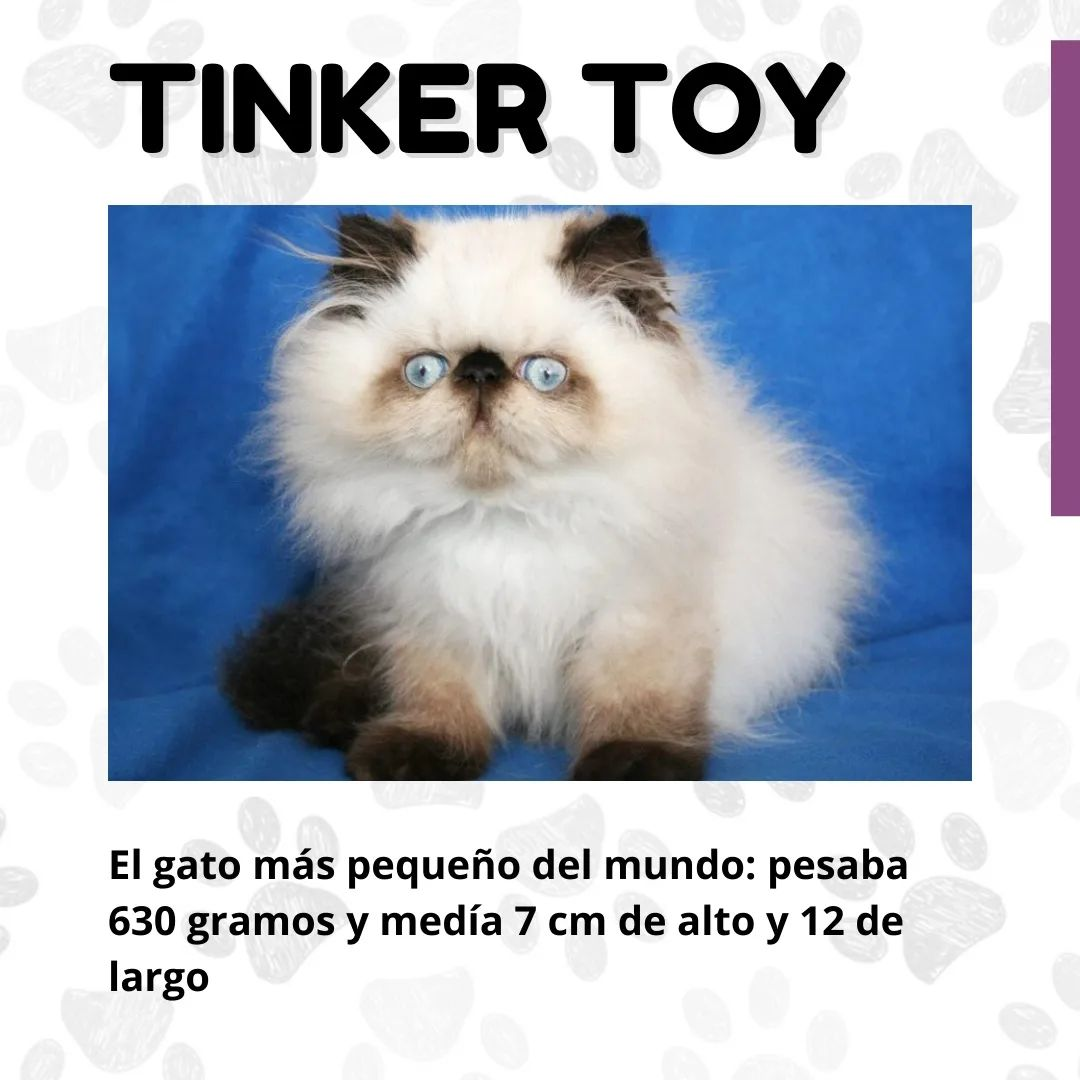 TINKER TOY
El gato más pequeño del mundo: pesaba
630 gramos y medía 7 cm de alto y 12 de
largo